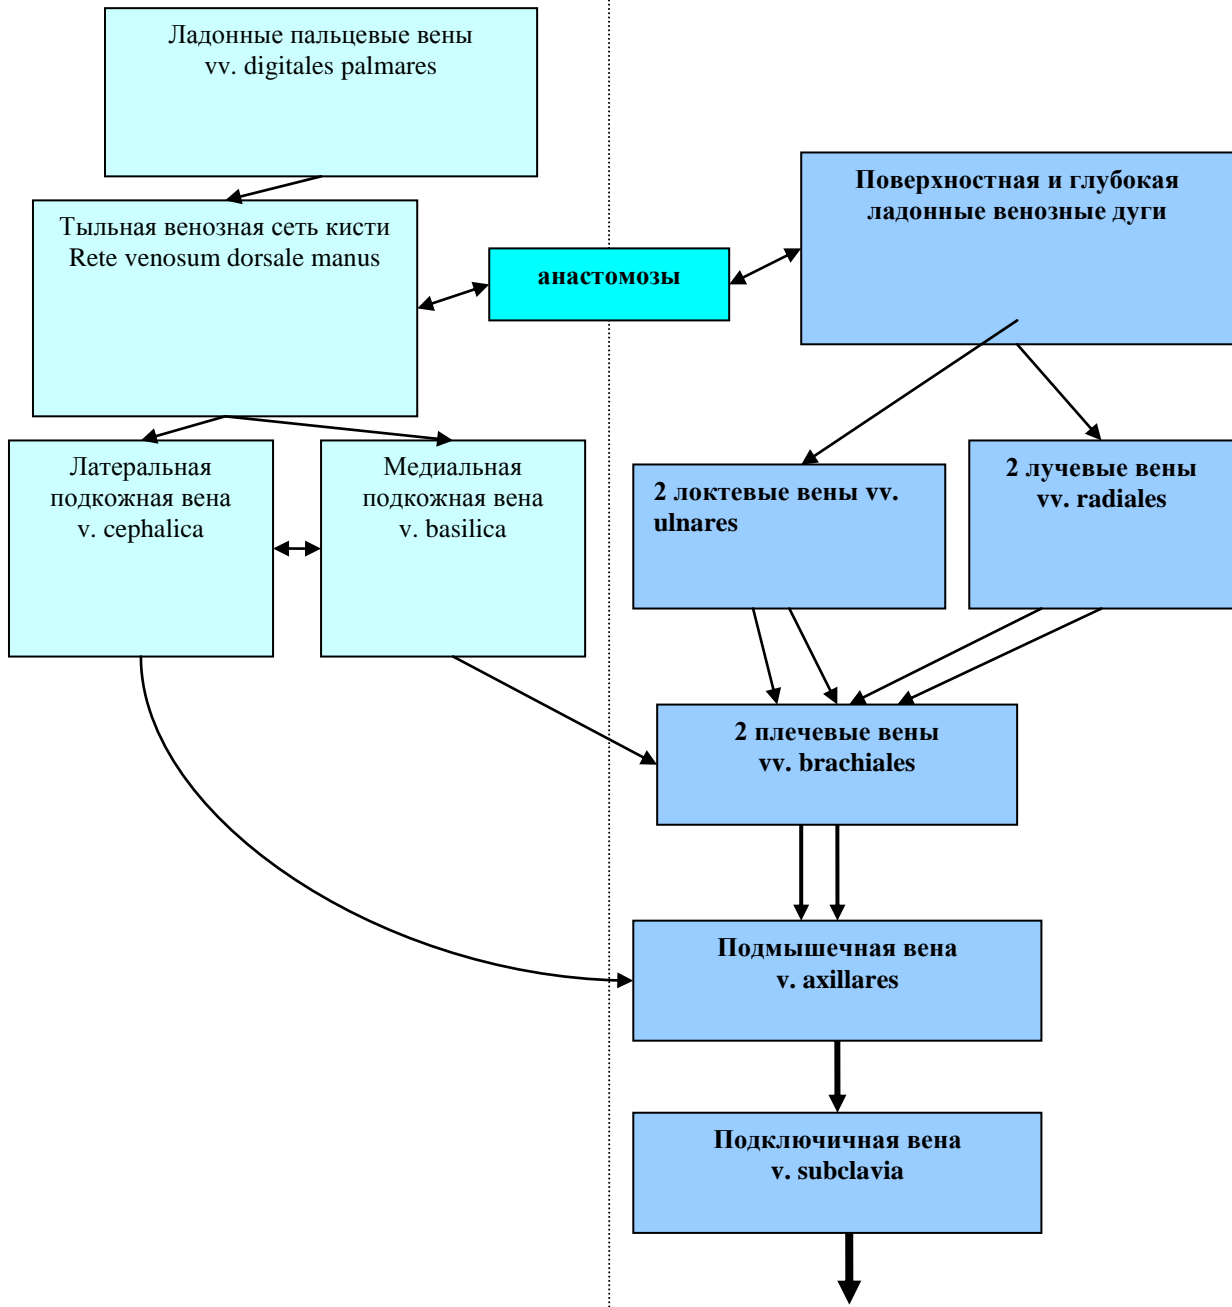 Ладонные пальцевые вены
vv. digitales palmares
Поверхностная и глубокая
ладонные венозные дуги
Тыльная венозная сеть кисти
Rete venosum dorsale manus
анастомозы
Латеральная
подкожная вена
v. cephalica
Медиальная
подкожная вена
v. basilica
2 локтевые вены vv.
ulnares
2 лучевые вены
vv. radiales
2 плечевые вены
vv. brachiales
Подмышечная вена
v. axillares
Подключичная вена
v. subclavia